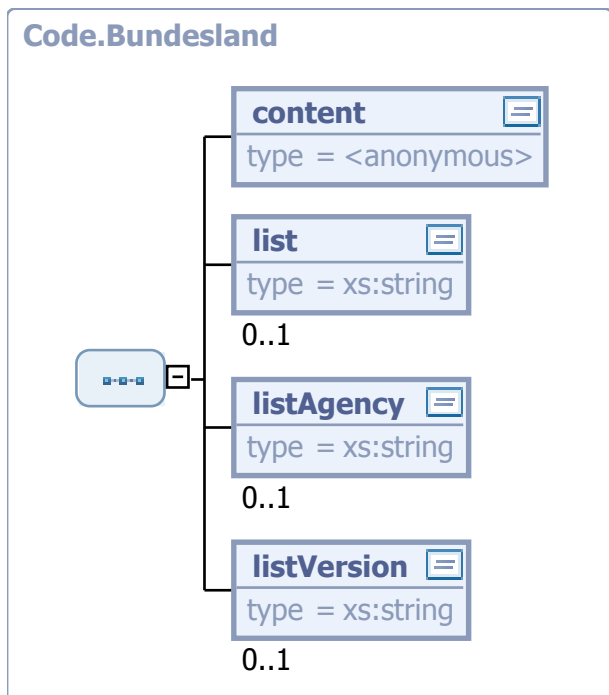 Code.Bundesland
content
type = <anonymous>
list
type = xs:string
0..1
listAgency
type = xs:string
0..1
listVersion
type = xs:string
0..1